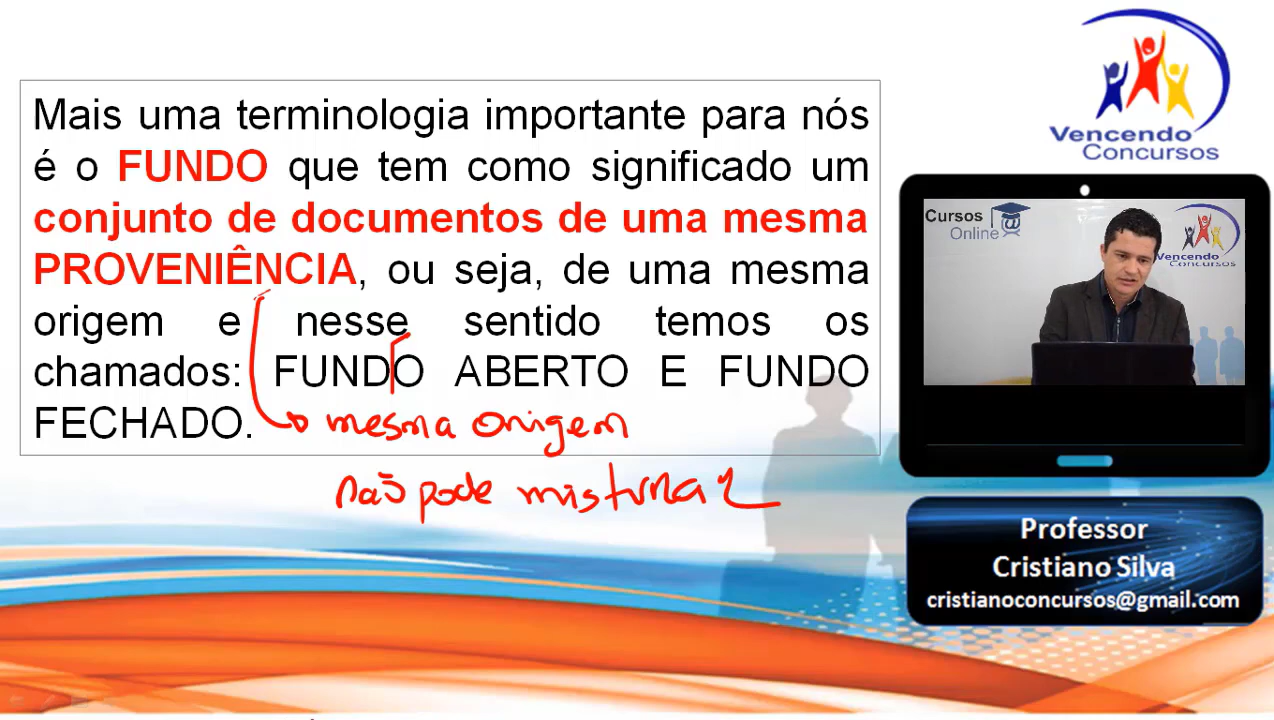 Mais uma terminologia importante para nós
é o FUNDO que tem como significado um
conjunto de documentos de uma mesma
PROVENIÊNCIA, ou seja, de uma mesma
origem e nesse sentido temos os
chamados: FUNDO ABERTO E FUNDO
FECHADO.
mesma origem
não pode misturar
Vencendo
Concursos
Cursos
Online
Vencendo
Concursos
Professor
Cristiano Silva
cristianoconcursos@gmail.com